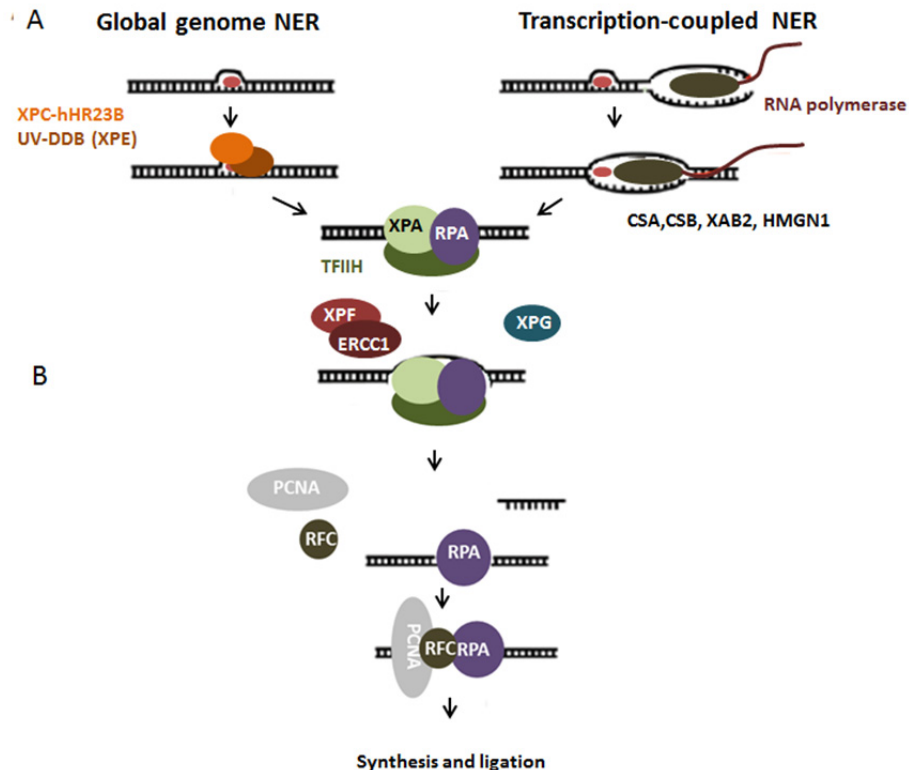 A
Global genome NER
Transcription-coupled NER
XPC-hHR23B
UV-DDB (XPE)
RNA polymerase
CSA,CSB, XAB2, HMGN1
XPA
RPA
TFIIH
XPF
ERCC1
XPG
B
PCNA
RFC
RPA
PCNA
RFC
RPA
Synthesis and ligation